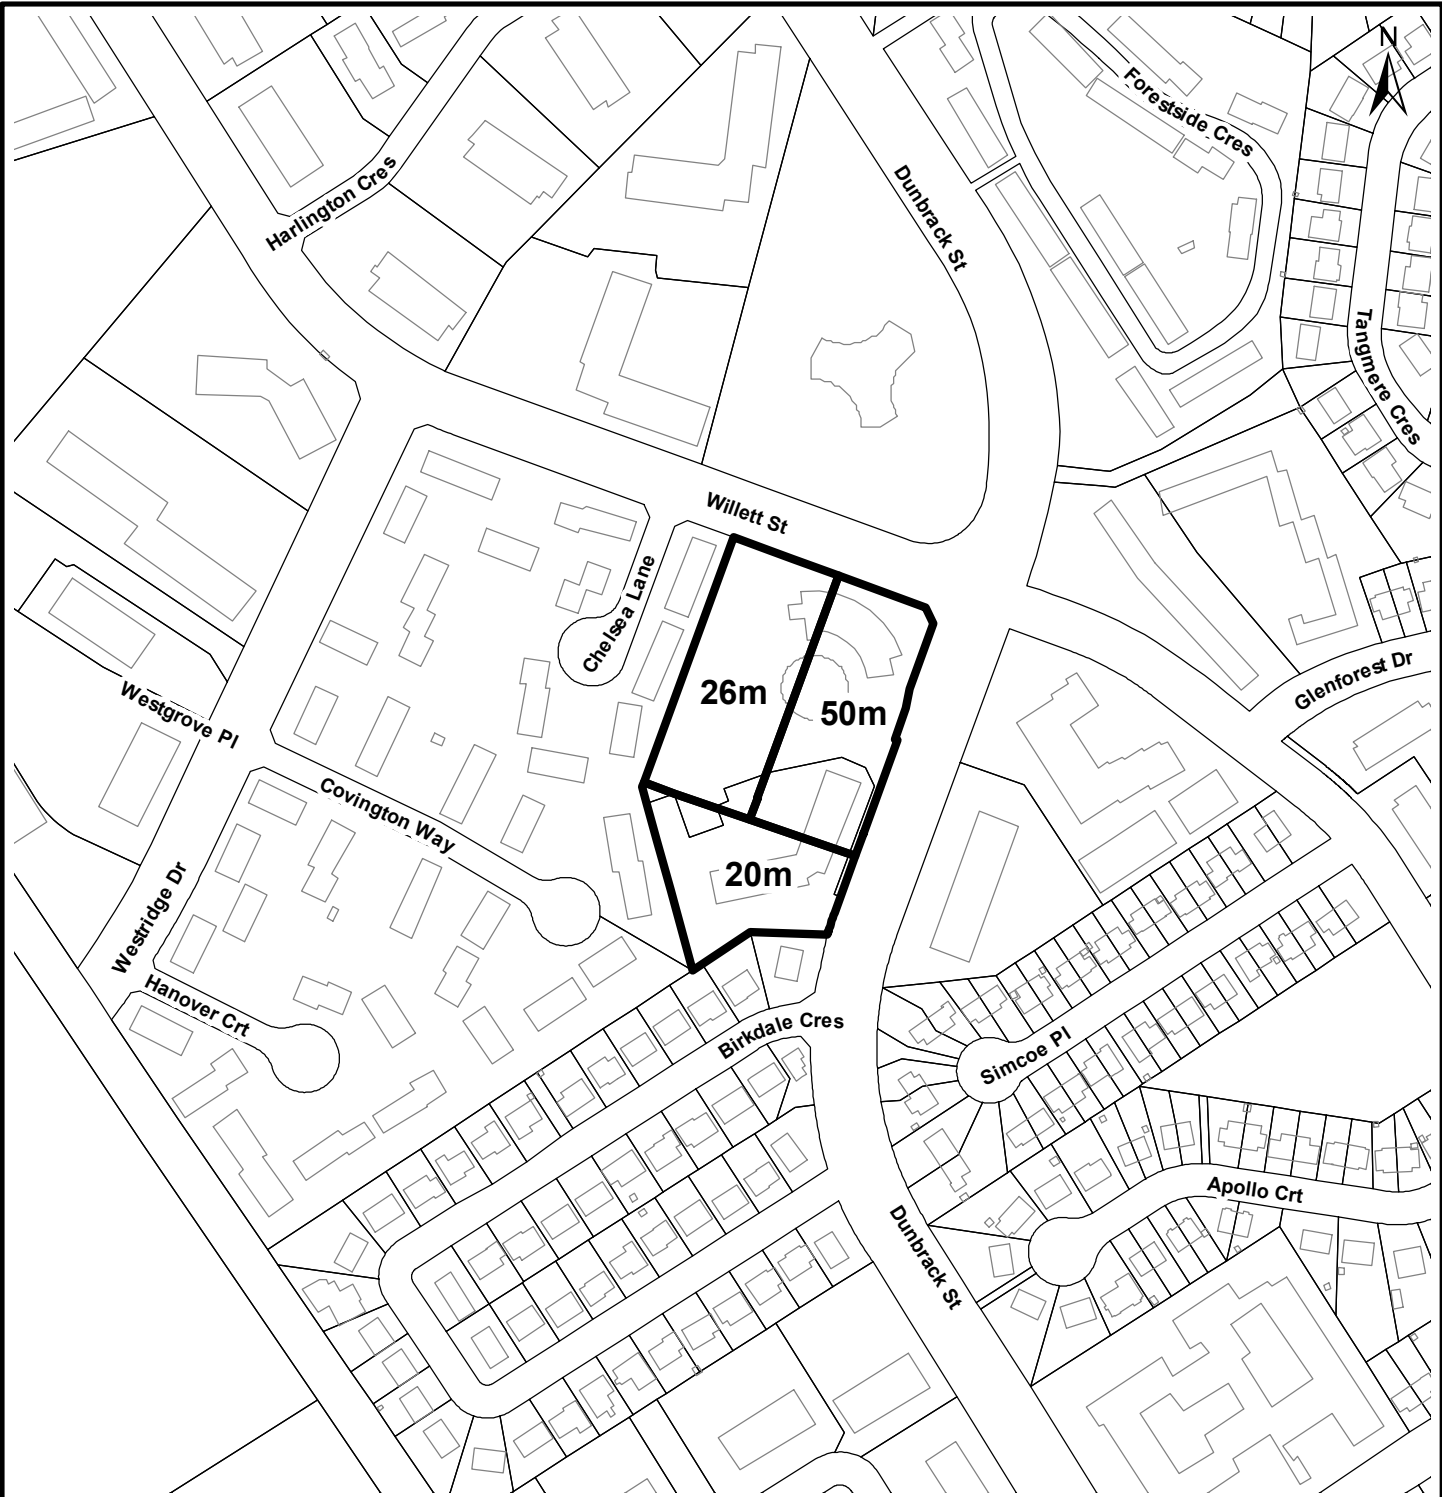 N
Forestside Cres
Harlington Cres
Dunbrack St
Tangmere Cres
Willett St
Chelsea Lane
Glenforest Dr
26m
50m
Westgrove Pl
Covington Way
20m
Westridge Dr
Hanover Crt
Birkdale Cres
Simcoe Pl
Apollo Crt
Dunbrack St